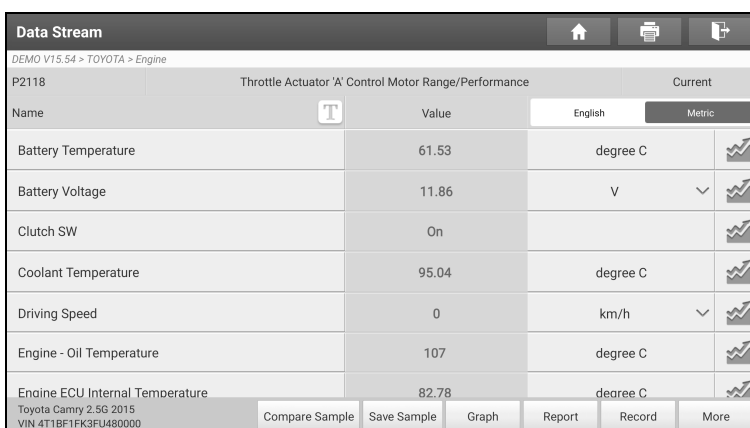 Data Stream
DEMO V15.54 > TOYOTA > Engine
P2118 Throttle Actuator 'A' Control Motor Range/Performance Current
Name T Value English Metric
Battery Temperature 61.53 degree C
Battery Voltage 11.86 V
Clutch SW On
Coolant Temperature 95.04 degree C
Driving Speed 0 km/h
Engine - Oil Temperature 107 degree C
Engine ECU Internal Temperature 82.78 degree C
Toyota Camry 2.5G 2015
VIN 4T1BF1FK3FU480000
Compare Sample Save Sample Graph Report Record More